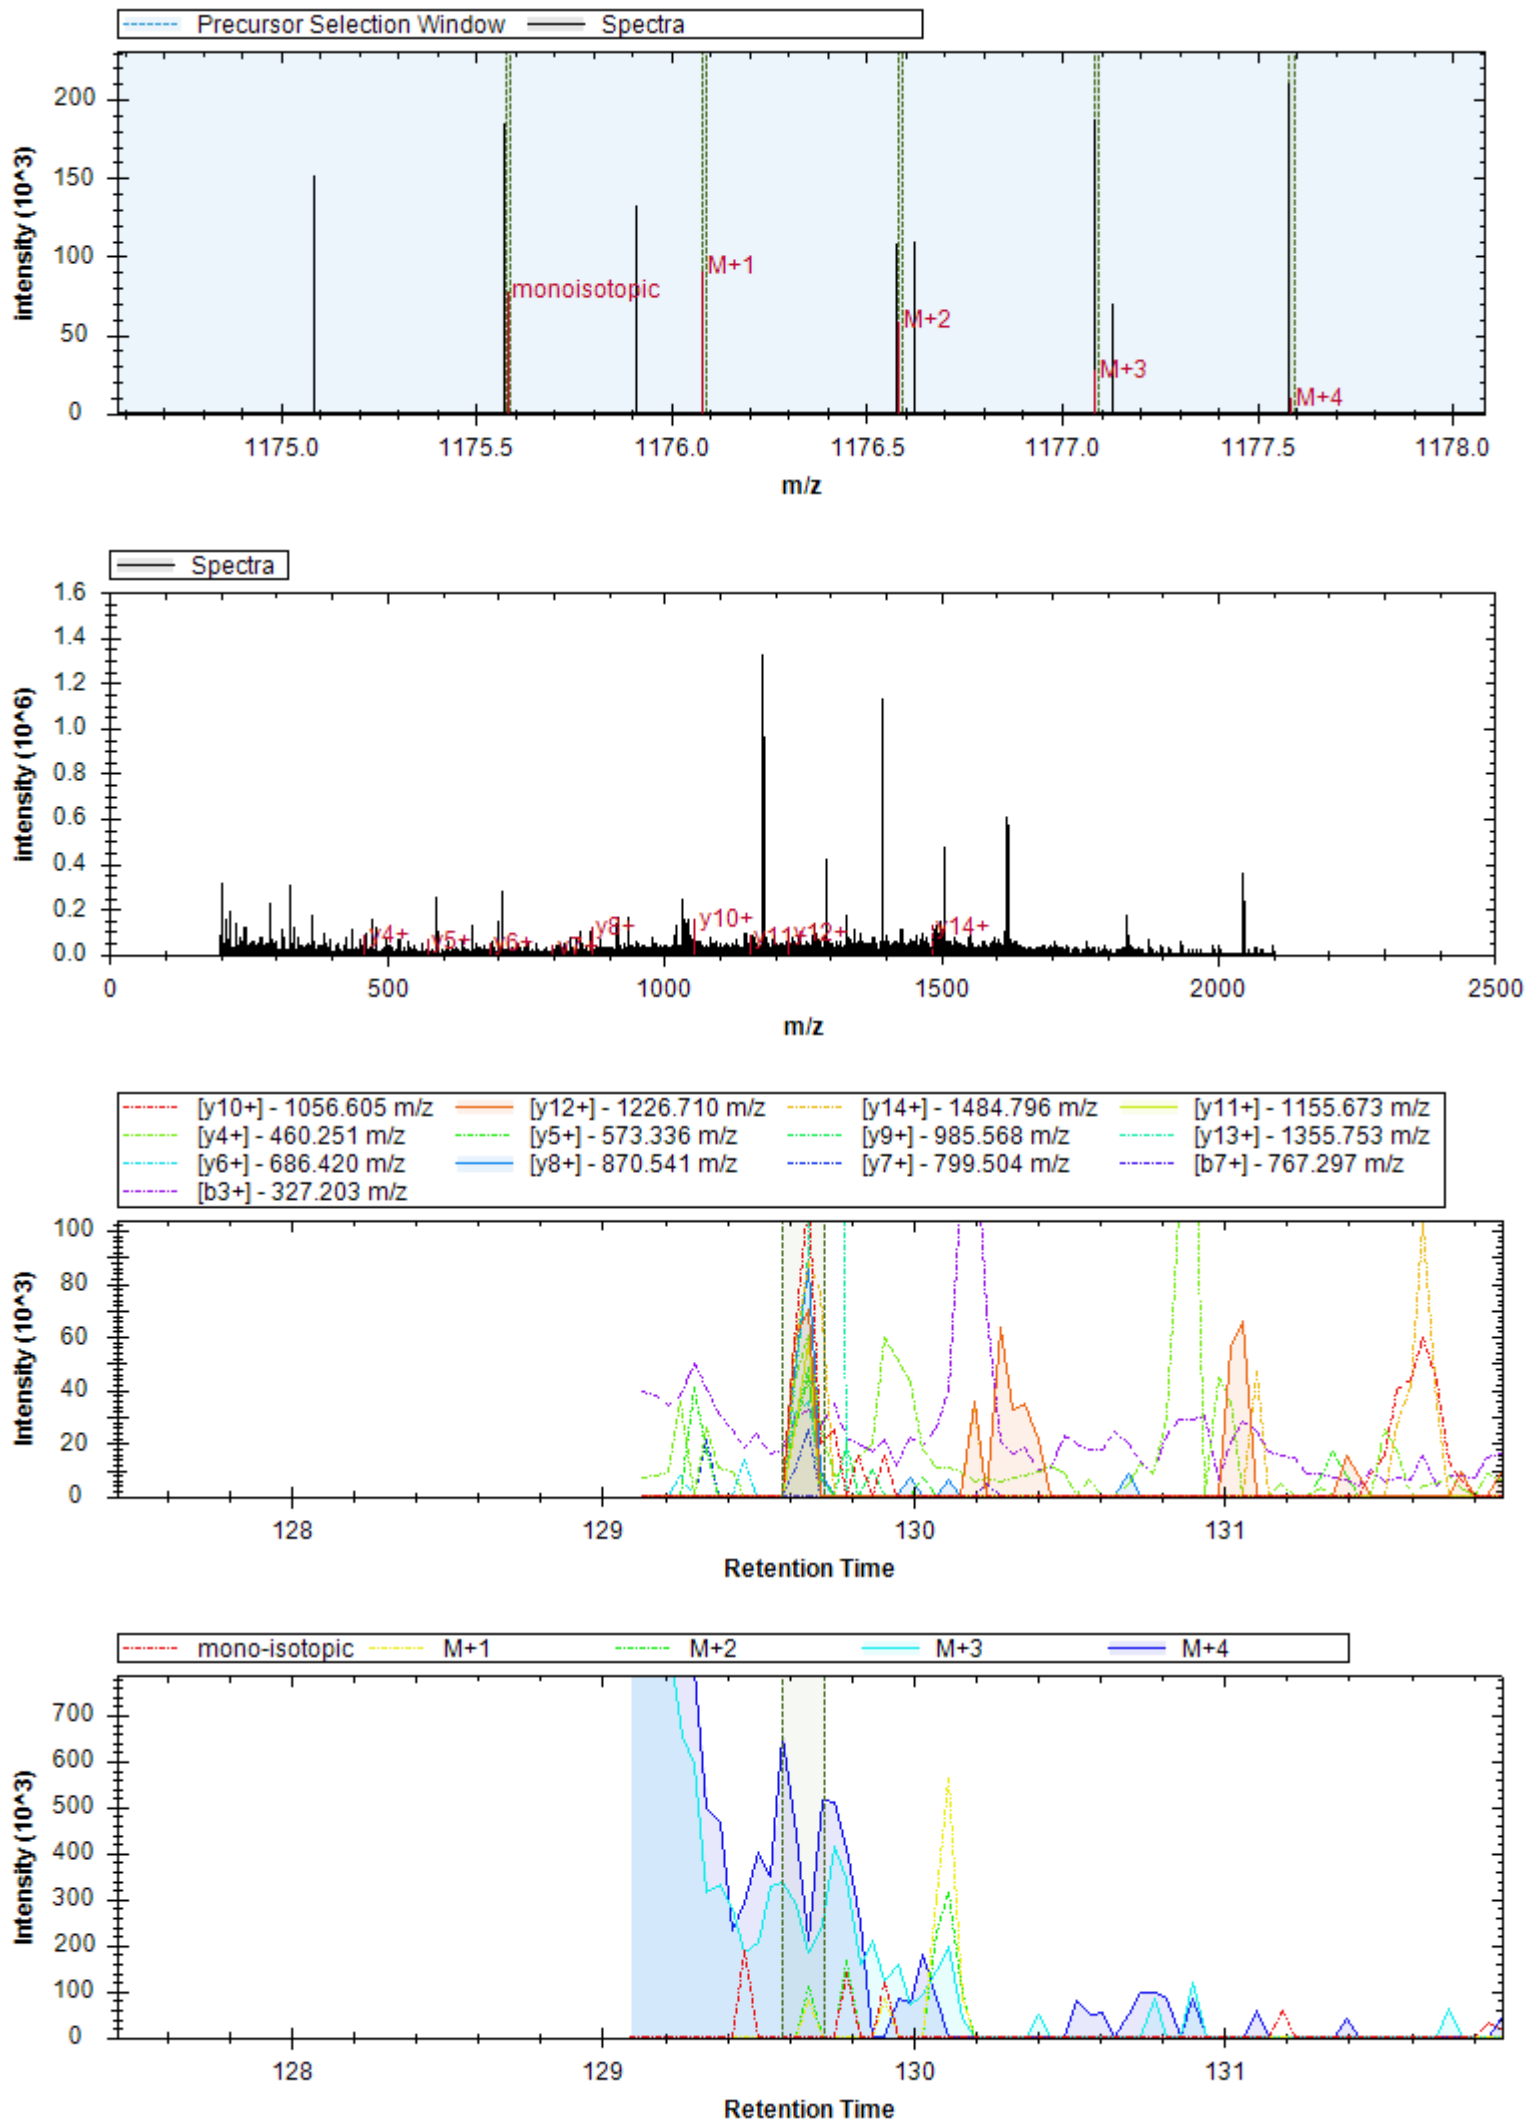 Precursor Selection Window Spectra
intensity (10^3)
200
150
100
50
0
monoisotopic
M+1
M+2
M+3
M+4
1175.0 1175.5 1176.0 1176.5 1177.0 1177.5 1178.0
m/z
Spectra
intensity (10^6)
1.6
1.4
1.2
1.0
0.8
0.6
0.4
0.2
0.0
y4+ y5+ y6+ y8+ y10+ y12+ y14+
0 500 1000 1500 2000 2500
m/z
[y10+] - 1056.605 m/z [y12+] - 1226.710 m/z [y14+] - 1484.796 m/z [y11+] - 1155.673 m/z
[y4+] - 460.251 m/z [y5+] - 573.336 m/z [y9+] - 985.568 m/z [y13+] - 1355.753 m/z
[y6+] - 686.420 m/z [y8+] - 870.541 m/z [y7+] - 799.504 m/z [b7+] - 767.297 m/z
[b3+] - 327.203 m/z
Intensity (10^3)
100
80
60
40
20
0
128 129 130 131
Retention Time
mono-isotopic M+1 M+2 M+3 M+4
Intensity (10^3)
700
600
500
400
300
200
100
0
128 129 130 131
Retention Time